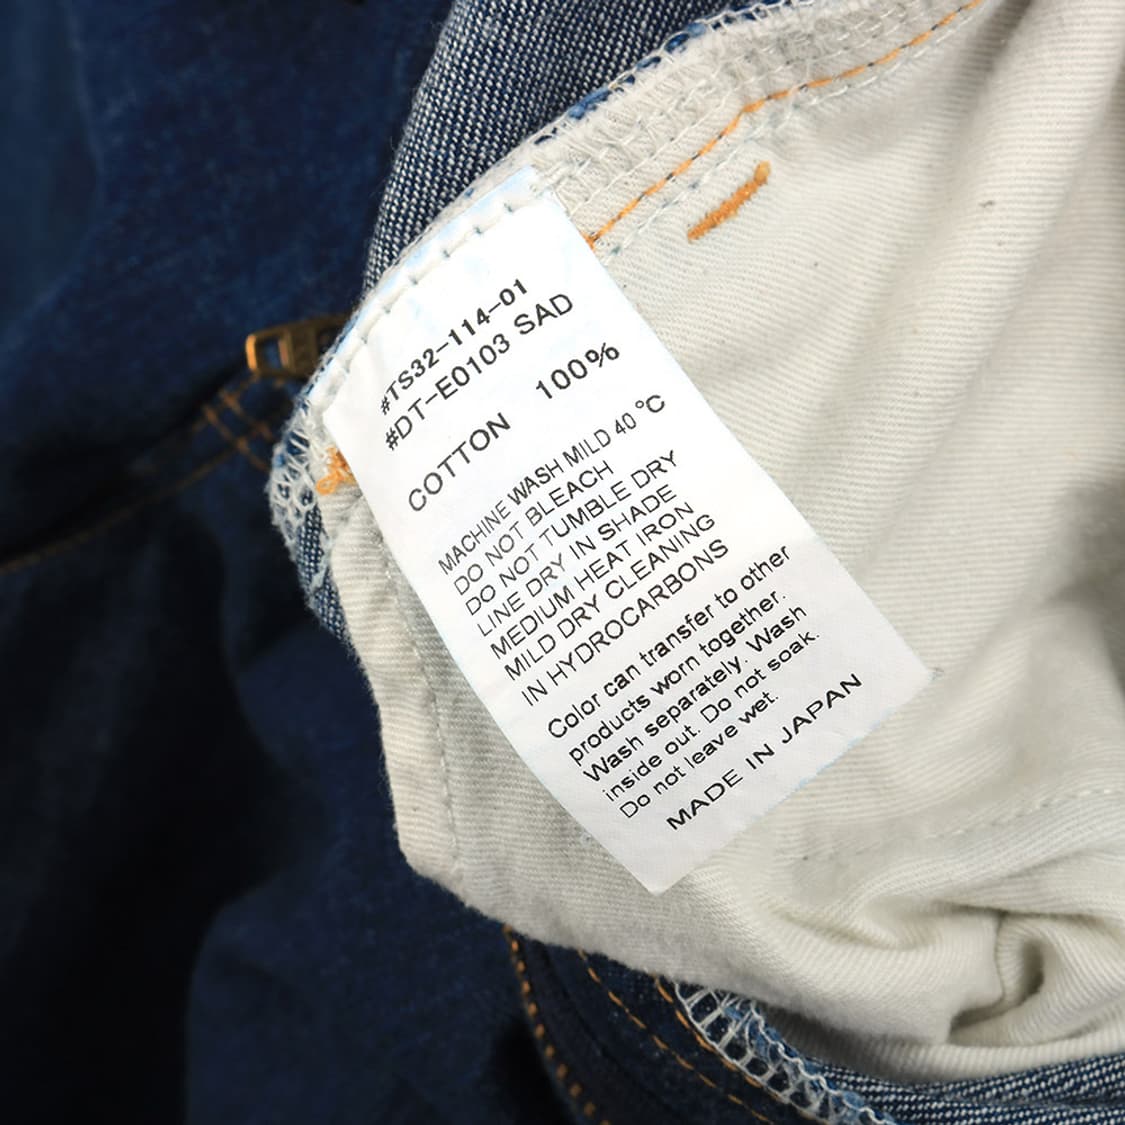 #TS32-114-01
#DT-E0103 SAD
COTTON 100%
MACHINE WASH MILD 40 °C
DO NOT BLEACH
DO NOT TUMBLE DRY
LINE DRY IN SHADE
MEDIUM HEAT IRON
MILD DRY CLEANING
IN HYDROCARBONS
Color can transfer to other
products worn together.
Wash separately. Wash
inside out. Do not soak.
Do not leave wet.
MADE IN JAPAN